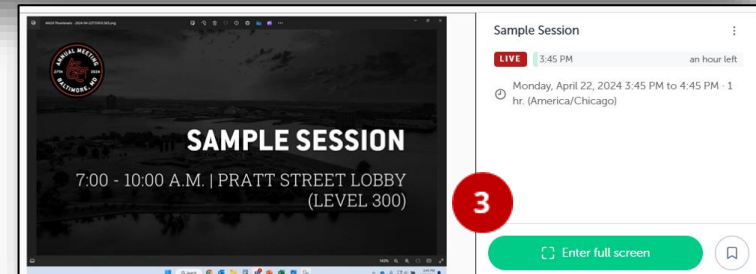 ANNUAL MEETING
27TH 2024
BALTIMORE, MD
SAMPLE SESSION
7:00 - 10:00 A.M. | PRATT STREET LOBBY
(LEVEL 300)
3
Sample Session
LIVE 3:45 PM an hour left
Monday, April 22, 2024 3:45 PM to 4:45 PM · 1
hr. (America/Chicago)
Enter full screen